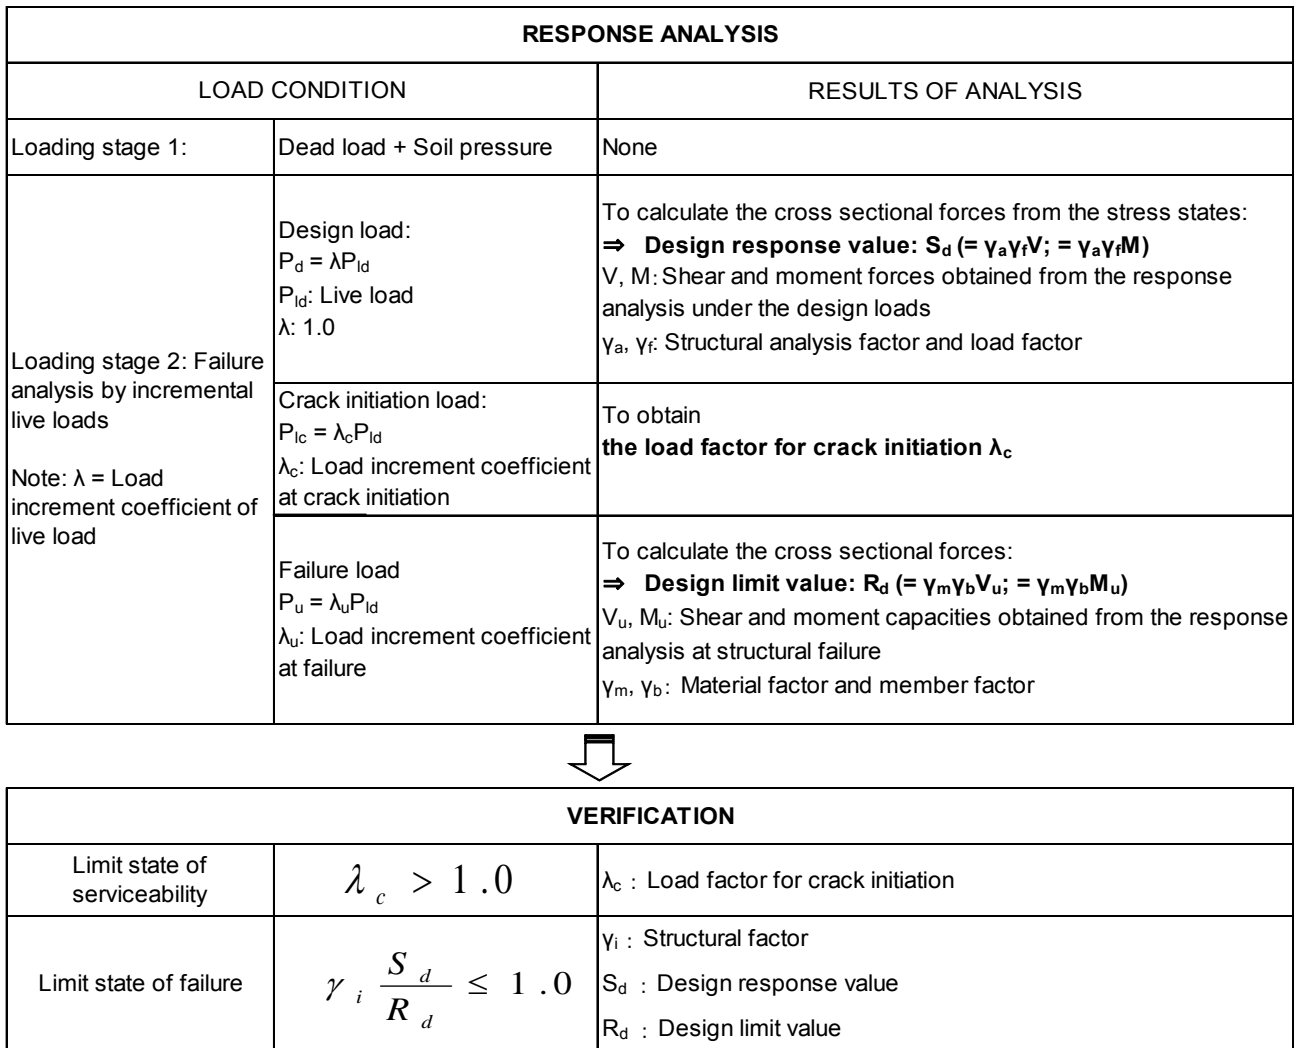 RESPONSE ANALYSIS
LOAD CONDITION
RESULTS OF ANALYSIS
Loading stage 1:
Dead load + Soil pressure
None
Loading stage 2: Failure
analysis by incremental
live loads
Note: λ = Load
increment coefficient of
live load
Design load:
P_d = λP_ld
P_ld: Live load
λ: 1.0
To calculate the cross sectional forces from the stress states:
⇒ Design response value: S_d (= γ_aγ_fV; = γ_aγ_fM)
V, M: Shear and moment forces obtained from the response
analysis under the design loads
γ_a, γ_f: Structural analysis factor and load factor
Crack initiation load:
P_lc = λ_cP_ld
λ_c: Load increment coefficient
at crack initiation
To obtain
the load factor for crack initiation λ_c
Failure load
P_u = λ_uP_ld
λ_u: Load increment coefficient
at failure
To calculate the cross sectional forces:
⇒ Design limit value: R_d (= γ_mγ_bV_u; = γ_mγ_bM_u)
V_u, M_u: Shear and moment capacities obtained from the response
analysis at structural failure
γ_m, γ_b: Material factor and member factor
VERIFICATION
Limit state of
serviceability
λ_c > 1.0
λ_c : Load factor for crack initiation
Limit state of failure
γ_i S_d / R_d ≤ 1.0
γ_i : Structural factor
S_d : Design response value
R_d : Design limit value